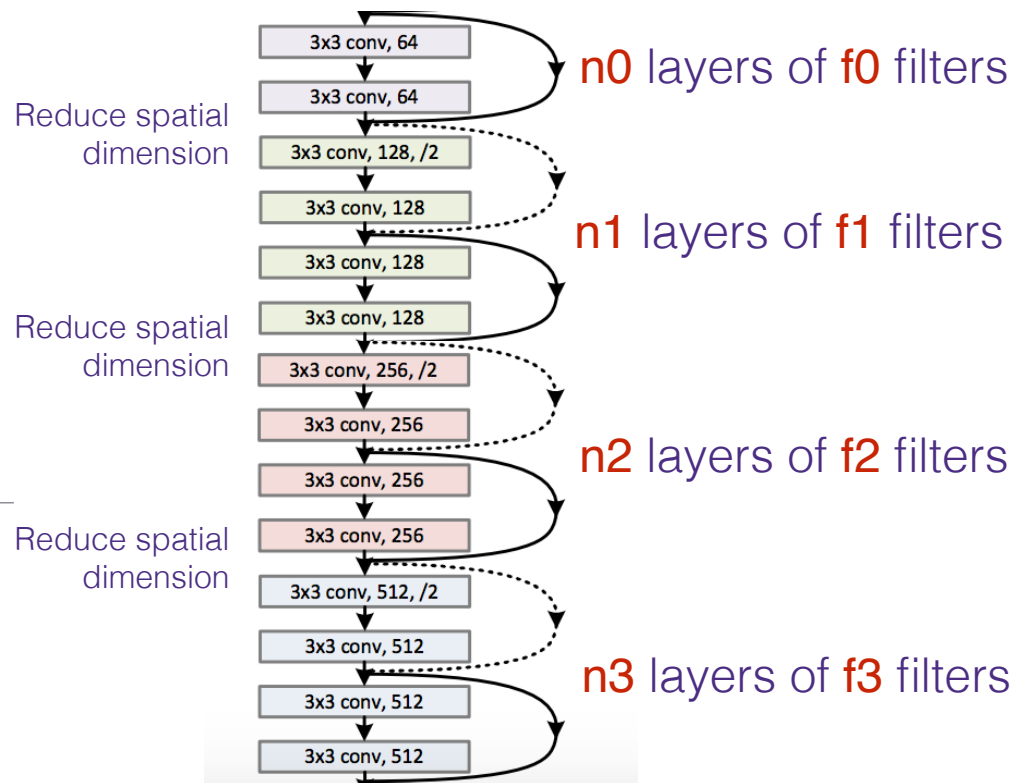 3x3 conv, 64
n0 layers of f0 filters
3x3 conv, 64
Reduce spatial
dimension
3x3 conv, 128, /2
3x3 conv, 128
n1 layers of f1 filters
3x3 conv, 128
3x3 conv, 128
Reduce spatial
dimension
3x3 conv, 256, /2
3x3 conv, 256
n2 layers of f2 filters
3x3 conv, 256
3x3 conv, 256
Reduce spatial
dimension
3x3 conv, 512, /2
3x3 conv, 512
n3 layers of f3 filters
3x3 conv, 512
3x3 conv, 512